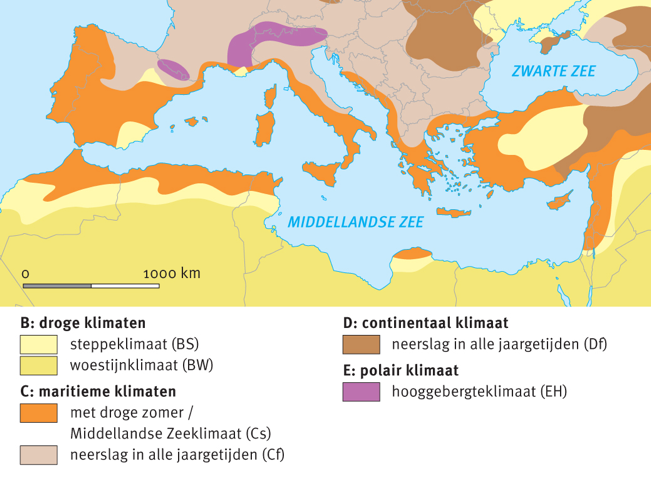 ZWARTE ZEE
MIDDELLANDSE ZEE
0 1000 km
B: droge klimaten
steppeklimaat (BS)
woestijnklimaat (BW)
C: maritieme klimaten
met droge zomer /
Middellandse Zeeklimaat (Cs)
neerslag in alle jaargetijden (Cf)
D: continentaal klimaat
neerslag in alle jaargetijden (Df)
E: polair klimaat
hooggebergteklimaat (EH)